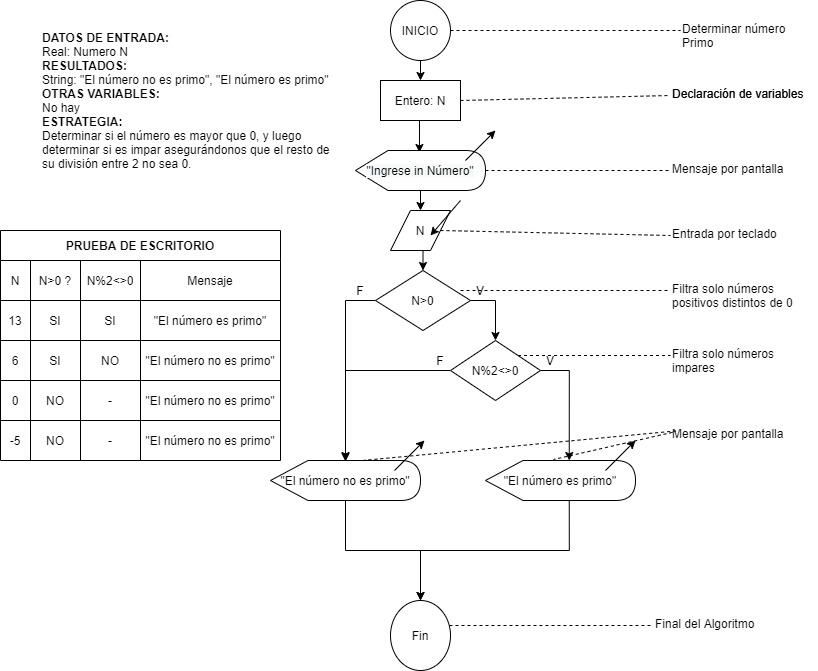 DATOS DE ENTRADA:
Real: Numero N
RESULTADOS:
String: "El número no es primo", "El número es primo"
OTRAS VARIABLES:
No hay
ESTRATEGIA:
Determinar si el número es mayor que 0, y luego
determinar si es impar asegurándonos que el resto de
su división entre 2 no sea 0.
PRUEBA DE ESCRITORIO
N N>0 ? N%2<>0 Mensaje
13 SI SI "El número es primo"
6 SI NO "El número no es primo"
0 NO - "El número no es primo"
-5 NO - "El número no es primo"
INICIO
Determinar número
Primo
Entero: N
Declaración de variables
"Ingrese in Número"
Mensaje por pantalla
N
Entrada por teclado
F
N>0
V
Filtra solo números
positivos distintos de 0
F
N%2<>0
V
Filtra solo números
impares
Mensaje por pantalla
"El número no es primo"
"El número es primo"
Fin
Final del Algoritmo